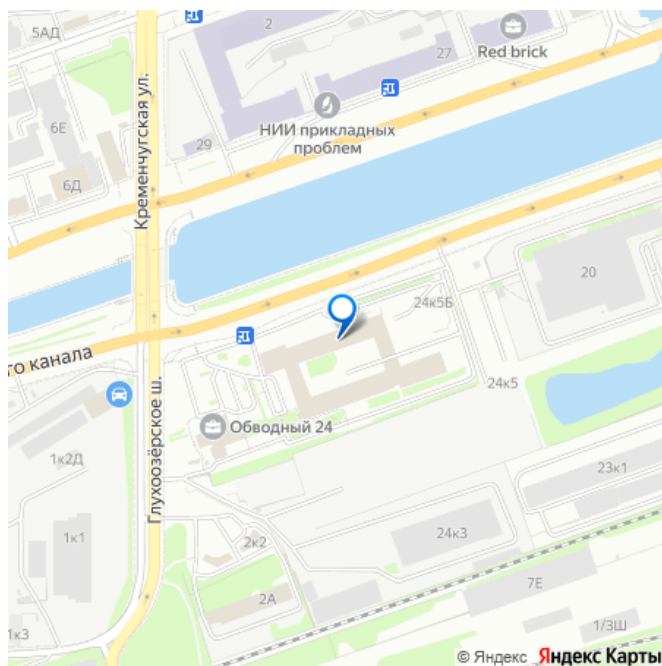 5АД
2
Red brick
27
6Е
НИИ прикладных
проблем
29
6Д
Кременчугская ул.
20
24к5Б
го канала
24к5
Обводный 24
1к2Д
Глухоозёрское ш.
23к1
24к3
1к1
2к2
7Е
2А
1к3
1/3Ш
© Яндекс Яндекс Карты